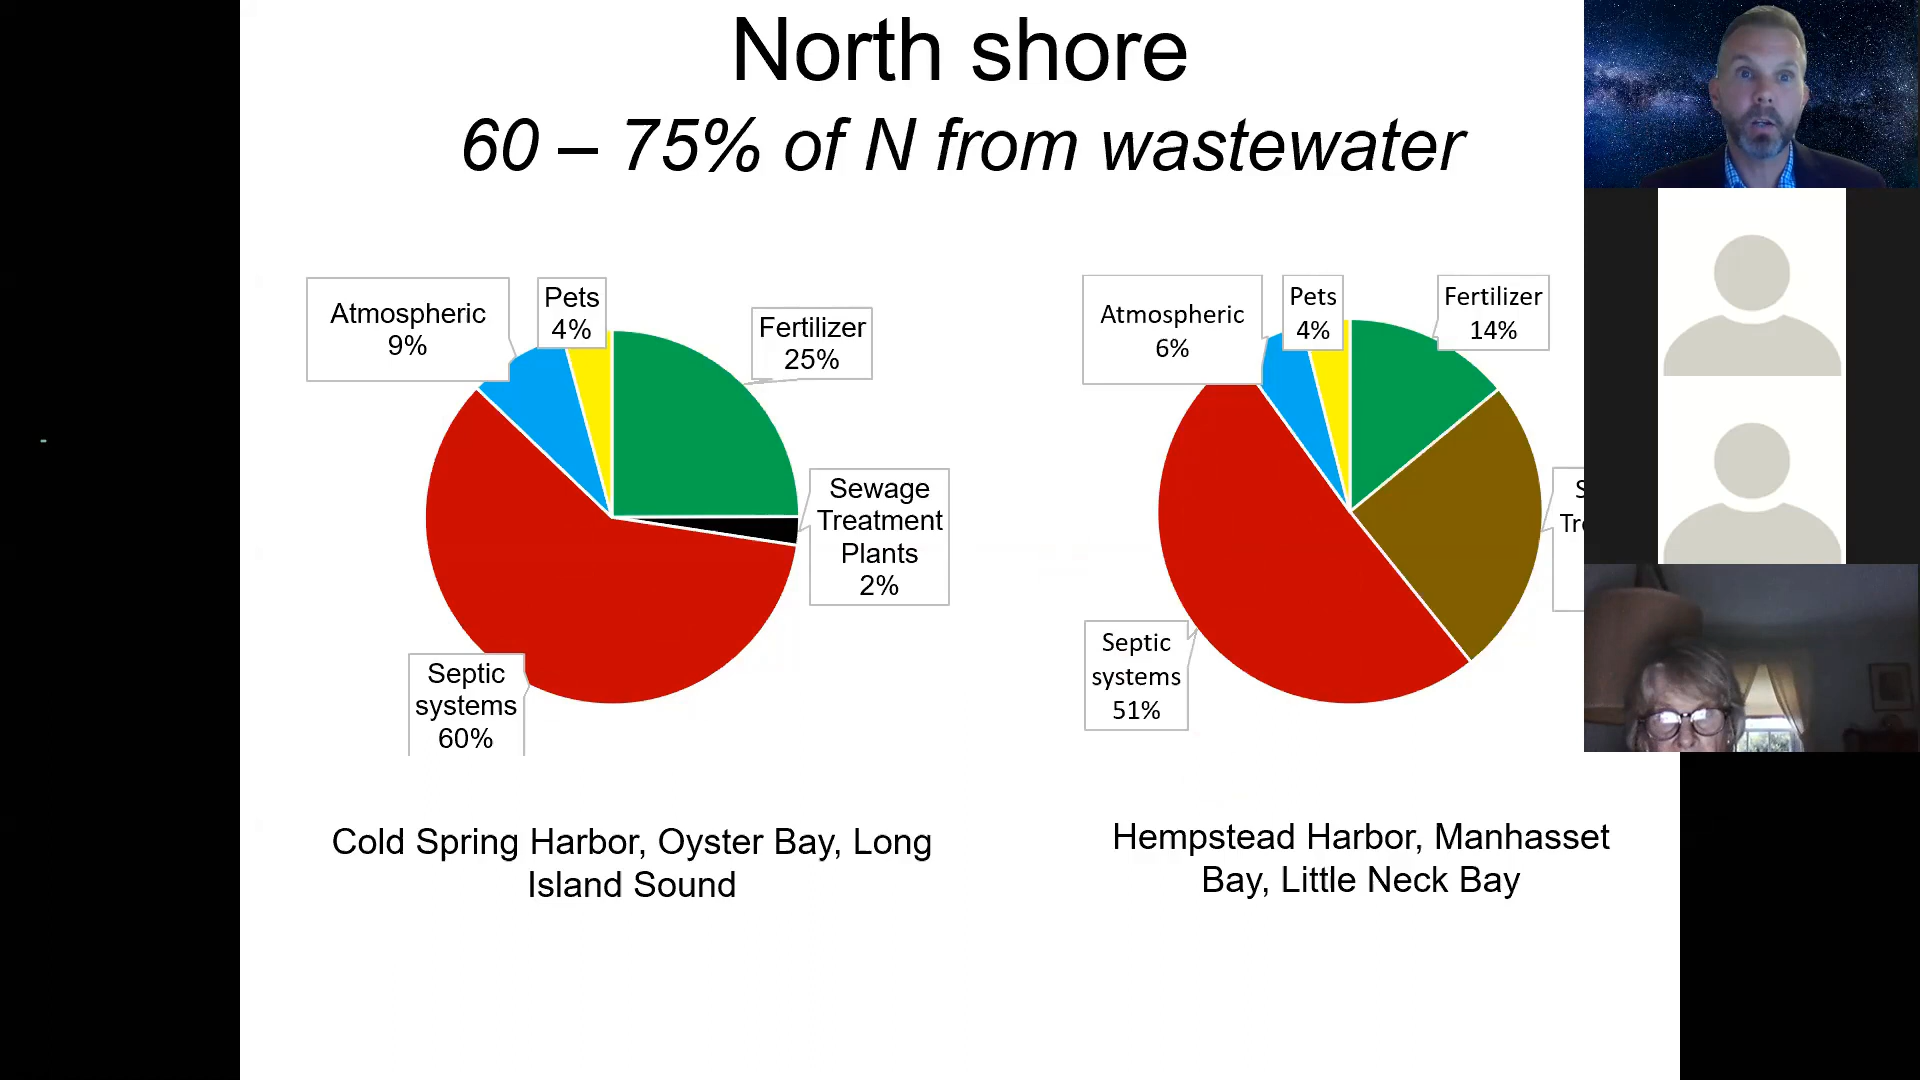 North shore
60 – 75% of N from wastewater
Atmospheric
9%
Pets
4%
Fertilizer
25%
Sewage
Treatment
Plants
2%
Septic
systems
60%
Cold Spring Harbor, Oyster Bay, Long
Island Sound
Atmospheric
6%
Pets
4%
Fertilizer
14%
Septic
systems
51%
Hempstead Harbor, Manhasset
Bay, Little Neck Bay